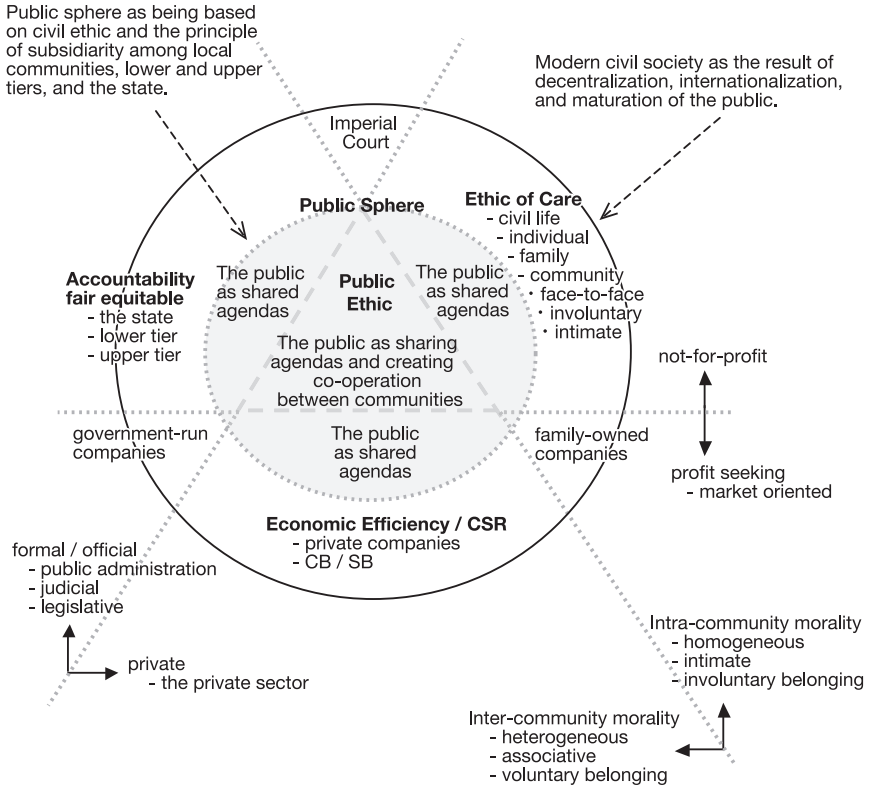 Public sphere as being based
on civil ethic and the principle
of subsidiarity among local
communities, lower and upper
tiers, and the state.
Modern civil society as the result of
decentralization, internationalization,
and maturation of the public.
Imperial
Court
Public Sphere
Ethic of Care
- civil life
- individual
- family
- community
· face-to-face
· involuntary
· intimate
Accountability
fair equitable
- the state
- lower tier
- upper tier
The public
as shared
agendas
Public
Ethic
The public
as shared
agendas
The public as sharing
agendas and creating
co-operation
between communities
not-for-profit
government-run
companies
The public
as shared
agendas
family-owned
companies
profit seeking
- market oriented
Economic Efficiency / CSR
- private companies
- CB / SB
formal / official
- public administration
- judicial
- legislative
private
- the private sector
Intra-community morality
- homogeneous
- intimate
- involuntary belonging
Inter-community morality
- heterogeneous
- associative
- voluntary belonging